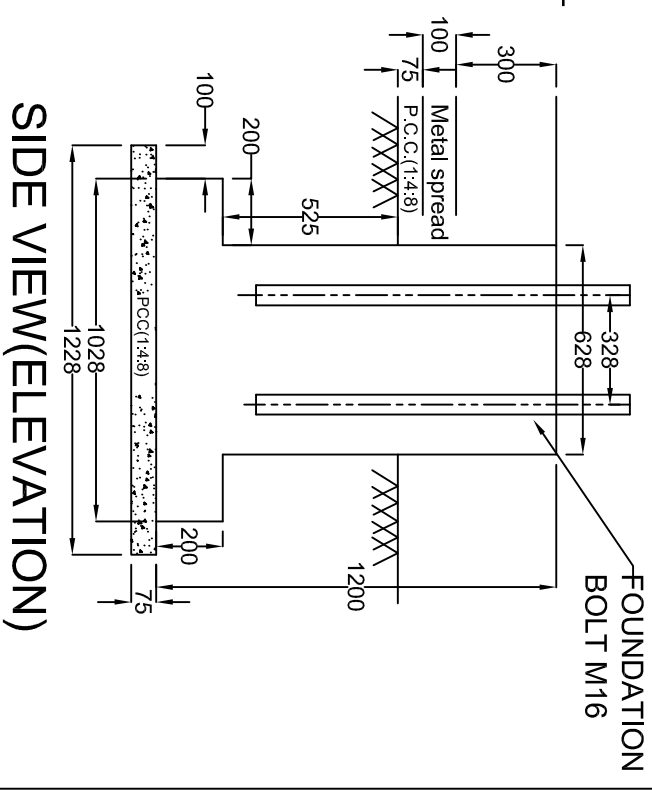 FOUNDATION
BOLT M16
328
628
300
100
75
Metal spread
P.C.C.(1:4:8)
525
1200
200
100
200
75
PCC(1:4:8)
1028
1228
SIDE VIEW(ELEVATION)